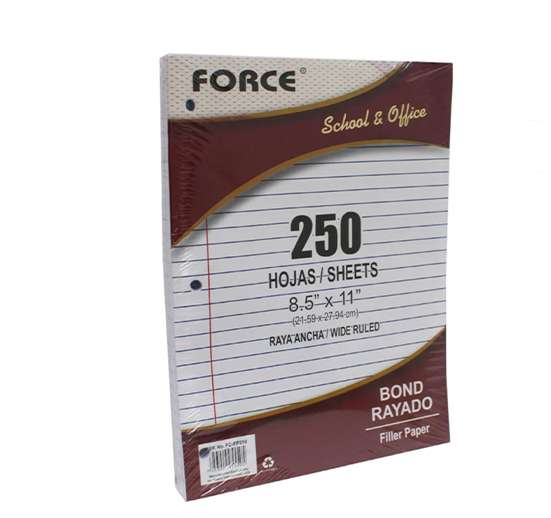 FORCE®
School & Office
250
HOJAS / SHEETS
8.5” x 11”
(21.59 x 27.94 cm)
RAYA ANCHA / WIDE RULED
BOND
RAYADO
Filler Paper